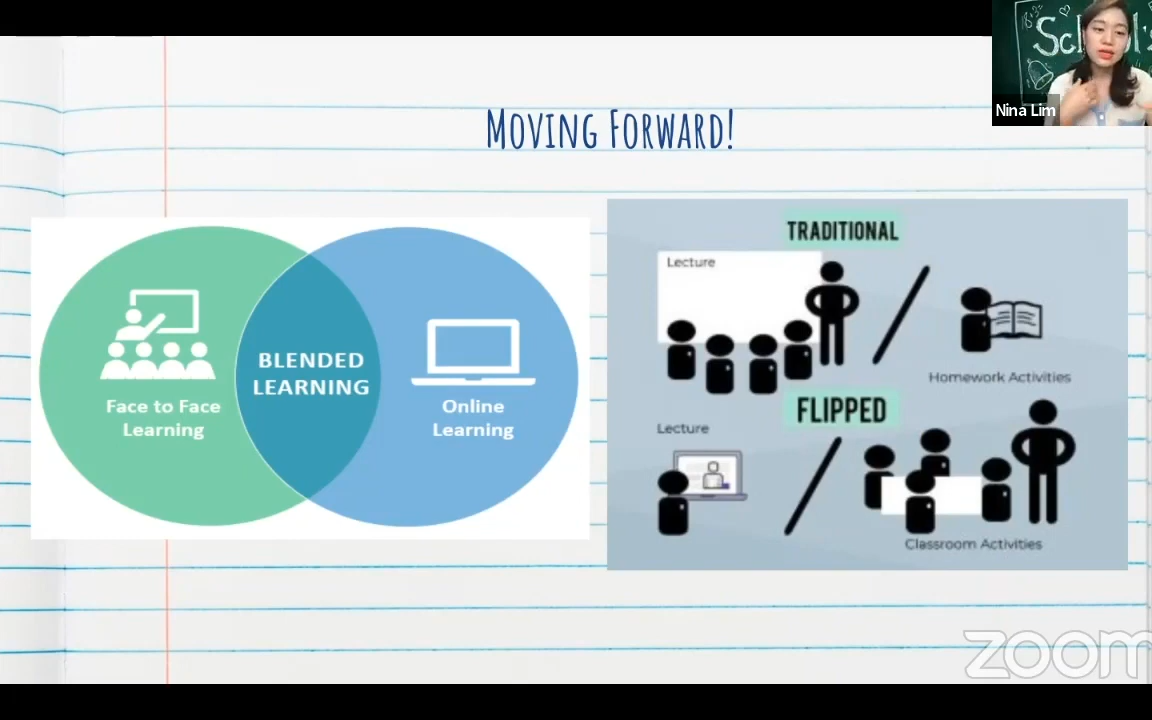 Nina Lim
MOVING FORWARD!
BLENDED
LEARNING
Face to Face
Learning
Online
Learning
TRADITIONAL
Lecture
Homework Activities
FLIPPED
Lecture
Classroom Activities
zoom